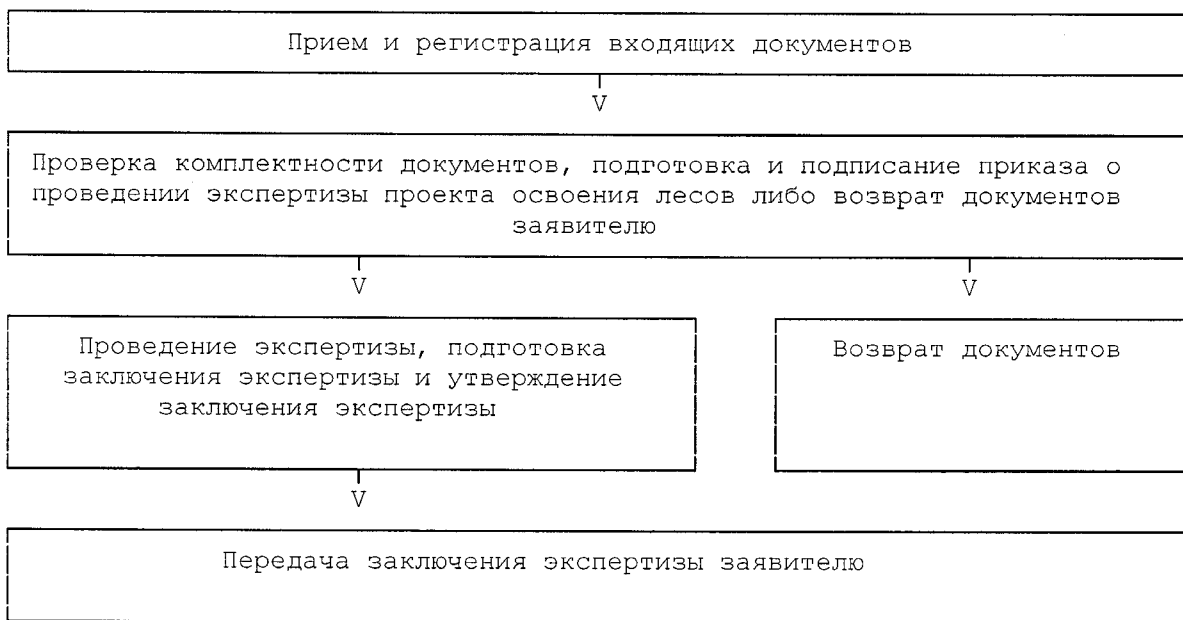 Прием и регистрация входящих документов
V
Проверка комплектности документов, подготовка и подписание приказа о
проведении экспертизы проекта освоения лесов либо возврат документов
заявителю
V V
Проведение экспертизы, подготовка
заключения экспертизы и утверждение
заключения экспертизы
Возврат документов
V
Передача заключения экспертизы заявителю